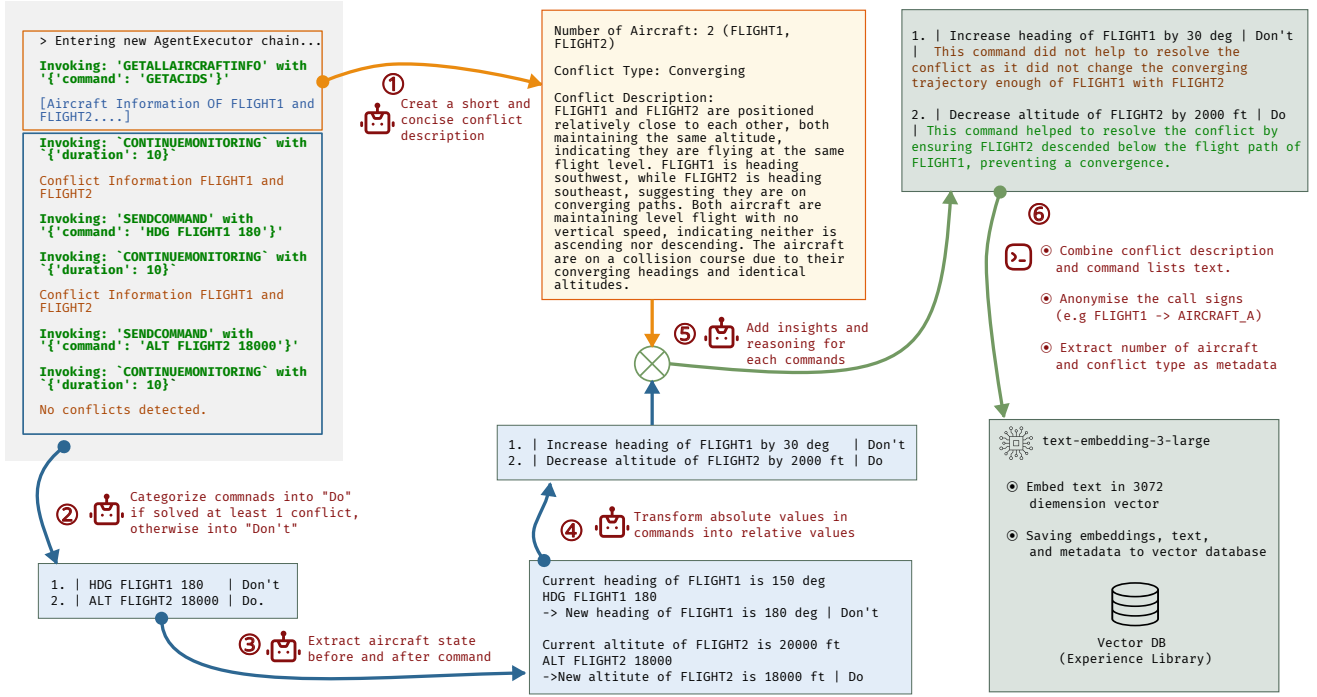 > Entering new AgentExecutor chain...
Invoking: 'GETALLAIRCRAFTINFO' with
'{'command': 'GETACIDS'}'
[Aircraft Information OF FLIGHT1 and
FLIGHT2....]
Invoking: `CONTINUEMONITORING` with
`{'duration': 10}`
Conflict Information FLIGHT1 and
FLIGHT2
Invoking: 'SENDCOMMAND' with
'{'command': 'HDG FLIGHT1 180'}'
Invoking: `CONTINUEMONITORING` with
`{'duration': 10}`
Conflict Information FLIGHT1 and
FLIGHT2
Invoking: 'SENDCOMMAND' with
'{'command': 'ALT FLIGHT2 18000'}'
Invoking: `CONTINUEMONITORING` with
`{'duration': 10}`
No conflicts detected.
1
Creat a short and
concise conflict
description
Number of Aircraft: 2 (FLIGHT1,
FLIGHT2)
Conflict Type: Converging
Conflict Description:
FLIGHT1 and FLIGHT2 are positioned
relatively close to each other, both
maintaining the same altitude,
indicating they are flying at the same
flight level. FLIGHT1 is heading
southwest, while FLIGHT2 is heading
southeast, suggesting they are on
converging paths. Both aircraft are
maintaining level flight with no
vertical speed, indicating neither is
ascending nor descending. The aircraft
are on a collision course due to their
converging headings and identical
altitudes.
2
Categorize commnads into "Do"
if solved at least 1 conflict,
otherwise into "Don't"
1. | HDG FLIGHT1 180 | Don't
2. | ALT FLIGHT2 18000 | Do.
3
Extract aircraft state
before and after command
Current heading of FLIGHT1 is 150 deg
HDG FLIGHT1 180
-> New heading of FLIGHT1 is 180 deg | Don't
Current altitute of FLIGHT2 is 20000 ft
ALT FLIGHT2 18000
->New altitute of FLIGHT2 is 18000 ft | Do
4
Transform absolute values in
commands into relative values
1. | Increase heading of FLIGHT1 by 30 deg | Don't
2. | Decrease altitude of FLIGHT2 by 2000 ft | Do
5
Add insights and
reasoning for
each commands
1. | Increase heading of FLIGHT1 by 30 deg | Don't
| This command did not help to resolve the
conflict as it did not change the converging
trajectory enough of FLIGHT1 with FLIGHT2
2. | Decrease altitude of FLIGHT2 by 2000 ft | Do
| This command helped to resolve the conflict by
ensuring FLIGHT2 descended below the flight path of
FLIGHT1, preventing a convergence.
6
Combine conflict description
and command lists text.
Anonymise the call signs
(e.g FLIGHT1 -> AIRCRAFT_A)
Extract number of aircraft
and conflict type as metadata
text-embedding-3-large
Embed text in 3072
diemension vector
Saving embeddings, text,
and metadata to vector database
Vector DB
(Experience Library)